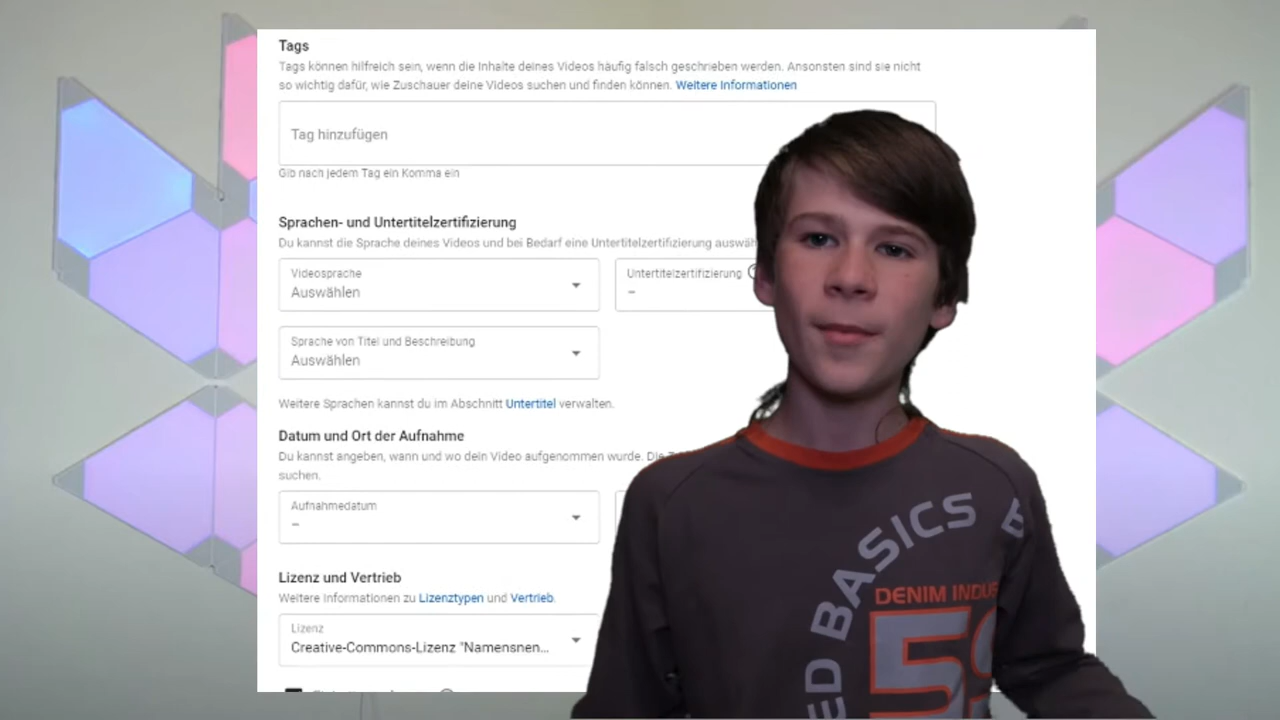 Tags
Tags können hilfreich sein, wenn die Inhalte deines Videos häufig falsch geschrieben werden. Ansonsten sind sie nicht
so wichtig dafür, wie Zuschauer deine Videos suchen und finden können. Weitere Informationen
Tag hinzufügen
Gib nach jedem Tag ein Komma ein
Sprachen- und Untertitelzertifizierung
Du kannst die Sprache deines Videos und bei Bedarf eine Untertitelzertifizierung
Videosprache
Auswählen
Untertitelzertifizierung
–
Sprache von Titel und Beschreibung
Auswählen
Weitere Sprachen kannst du im Abschnitt Untertitel verwalten.
Datum und Ort der Aufnahme
Du kannst angeben, wann und wo dein Video aufgenommen wurde. Die
suchen.
Aufnahmedatum
–
Lizenz und Vertrieb
Weitere Informationen zu Lizenztypen und Vertrieb.
Lizenz
Creative-Commons-Lizenz "Namensnen...
BASICS
DENIM